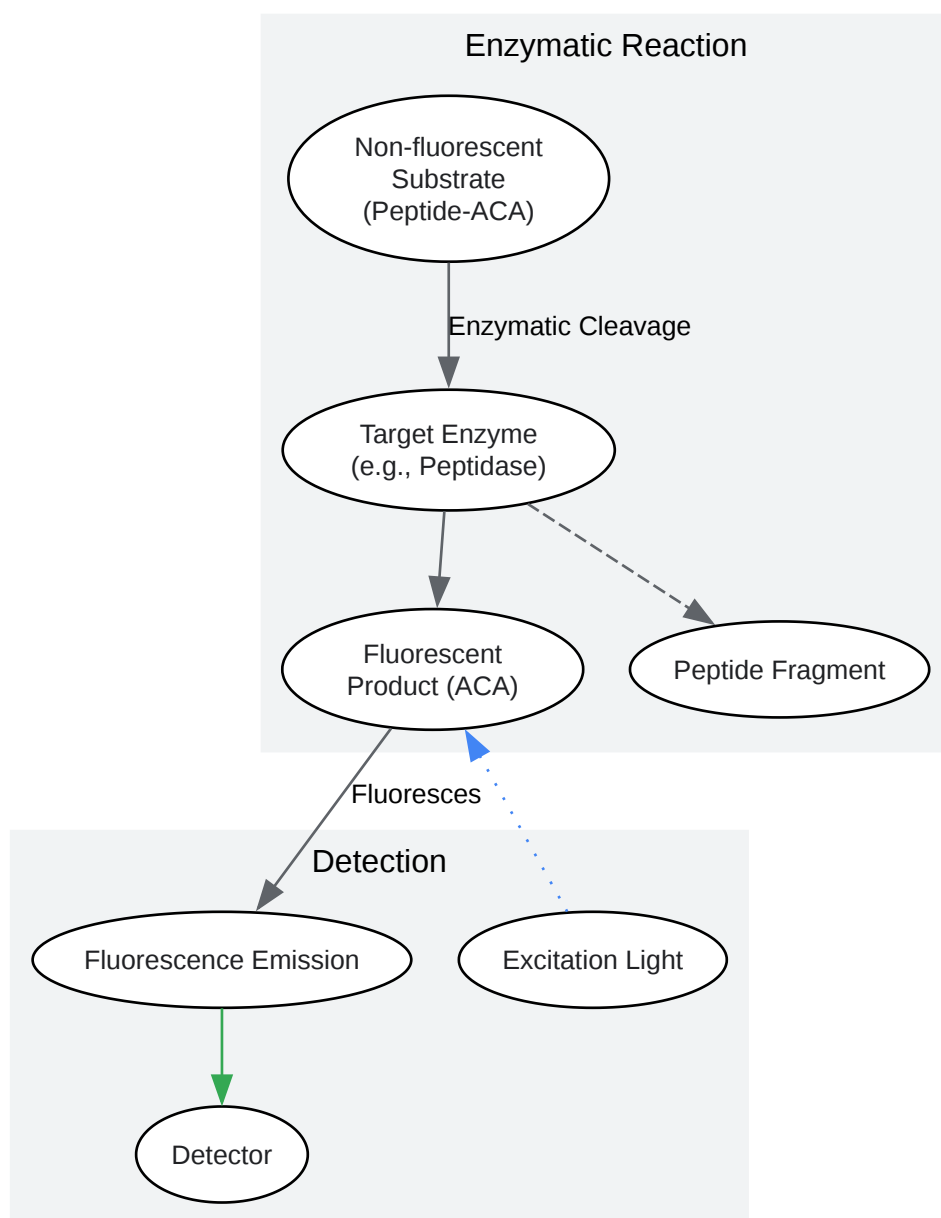 Enzymatic Reaction
Non-fluorescent
Substrate
(Peptide-ACA)
Enzymatic Cleavage
Target Enzyme
(e.g., Peptidase)
Fluorescent
Product (ACA)
Peptide Fragment
Fluoresces
Detection
Fluorescence Emission
Excitation Light
Detector